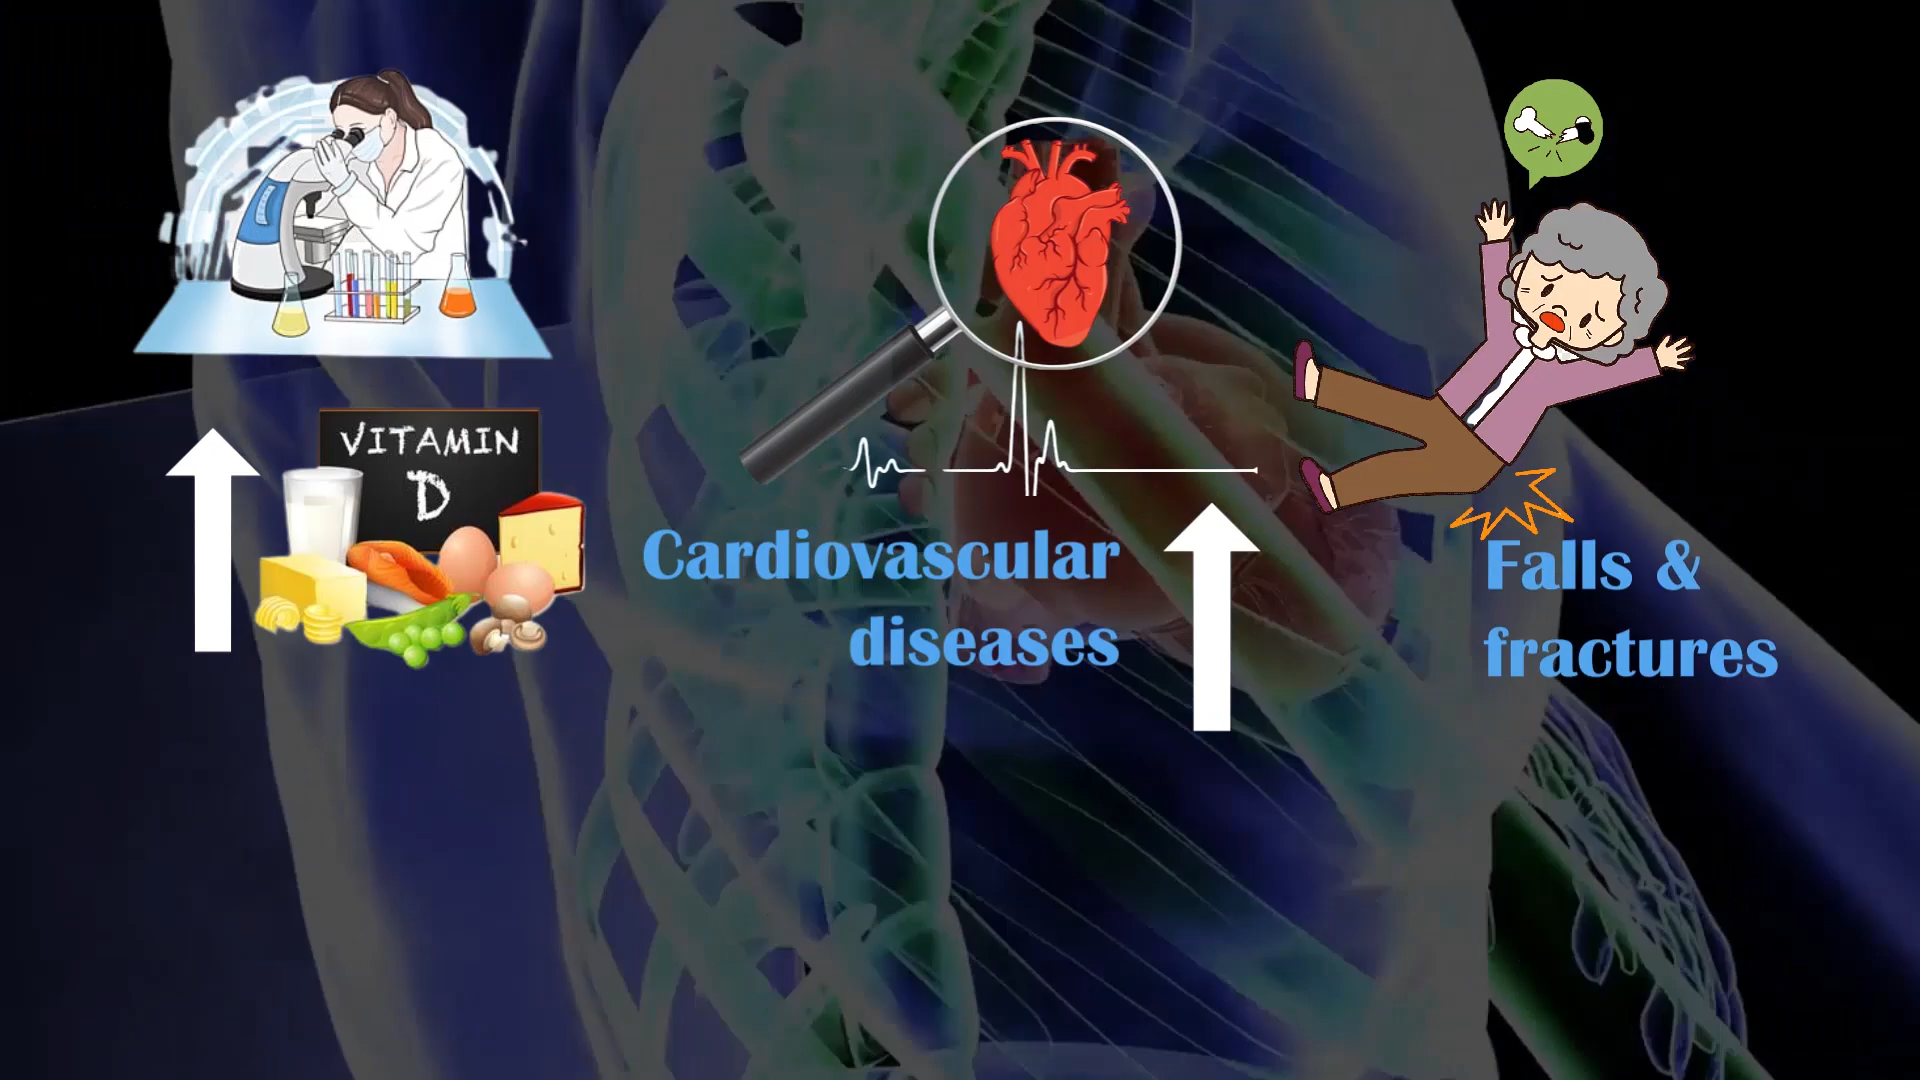 VITAMIN
D
Cardiovascular
diseases
Falls &
fractures